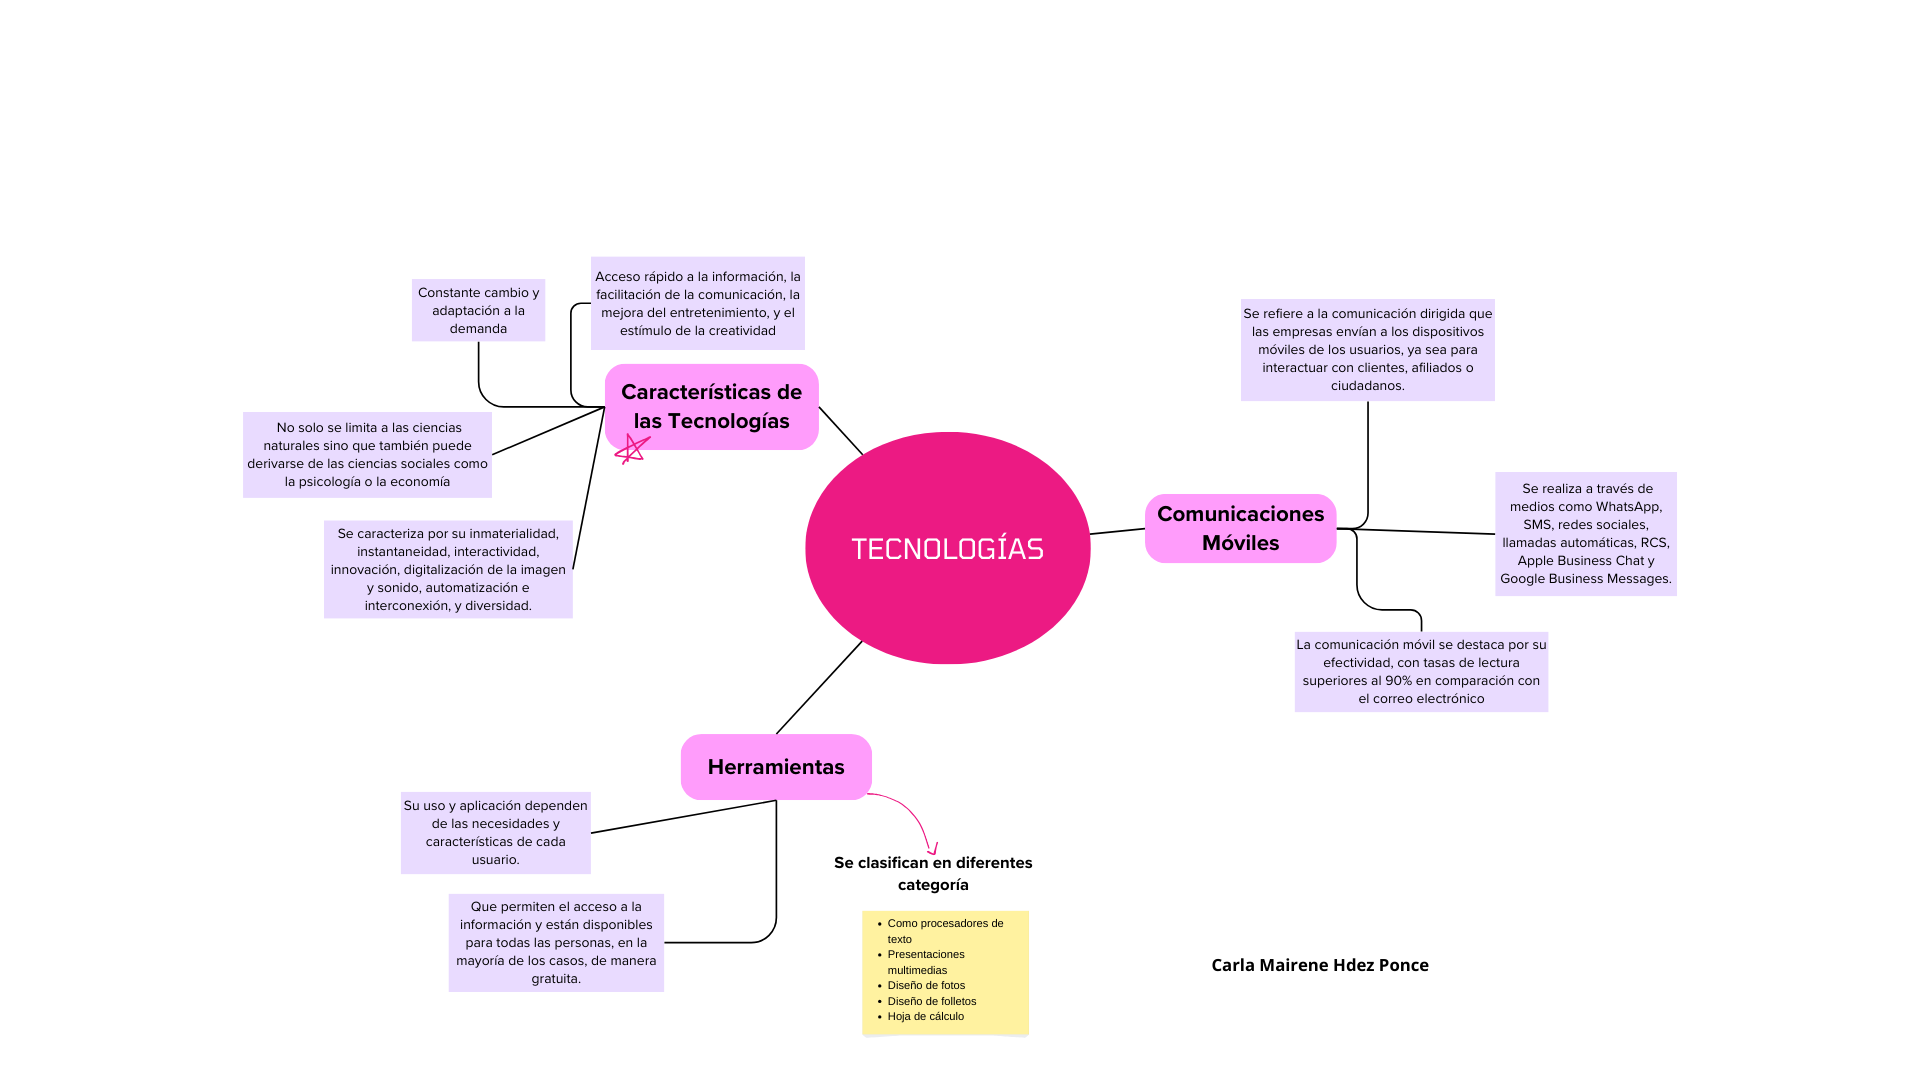 Acceso rápido a la información, la
facilitación de la comunicación, la
mejora del entretenimiento, y el
estímulo de la creatividad
Constante cambio y
adaptación a la
demanda
Características de
las Tecnologías
No solo se limita a las ciencias
naturales sino que también puede
derivarse de las ciencias sociales como
la psicología o la economía
Se caracteriza por su inmaterialidad,
instantaneidad, interactividad,
innovación, digitalización de la imagen
y sonido, automatización e
interconexión, y diversidad.
TECNOLOGÍAS
Se refiere a la comunicación dirigida que
las empresas envían a los dispositivos
móviles de los usuarios, ya sea para
interactuar con clientes, afiliados o
ciudadanos.
Comunicaciones
Móviles
Se realiza a través de
medios como WhatsApp,
SMS, redes sociales,
llamadas automáticas, RCS,
Apple Business Chat y
Google Business Messages.
La comunicación móvil se destaca por su
efectividad, con tasas de lectura
superiores al 90% en comparación con
el correo electrónico
Herramientas
Su uso y aplicación dependen
de las necesidades y
características de cada
usuario.
Que permiten el acceso a la
información y están disponibles
para todas las personas, en la
mayoría de los casos, de manera
gratuita.
Se clasifican en diferentes
categoría
• Como procesadores de
texto
• Presentaciones
multimedias
• Diseño de fotos
• Diseño de folletos
• Hoja de cálculo
Carla Mairene Hdez Ponce